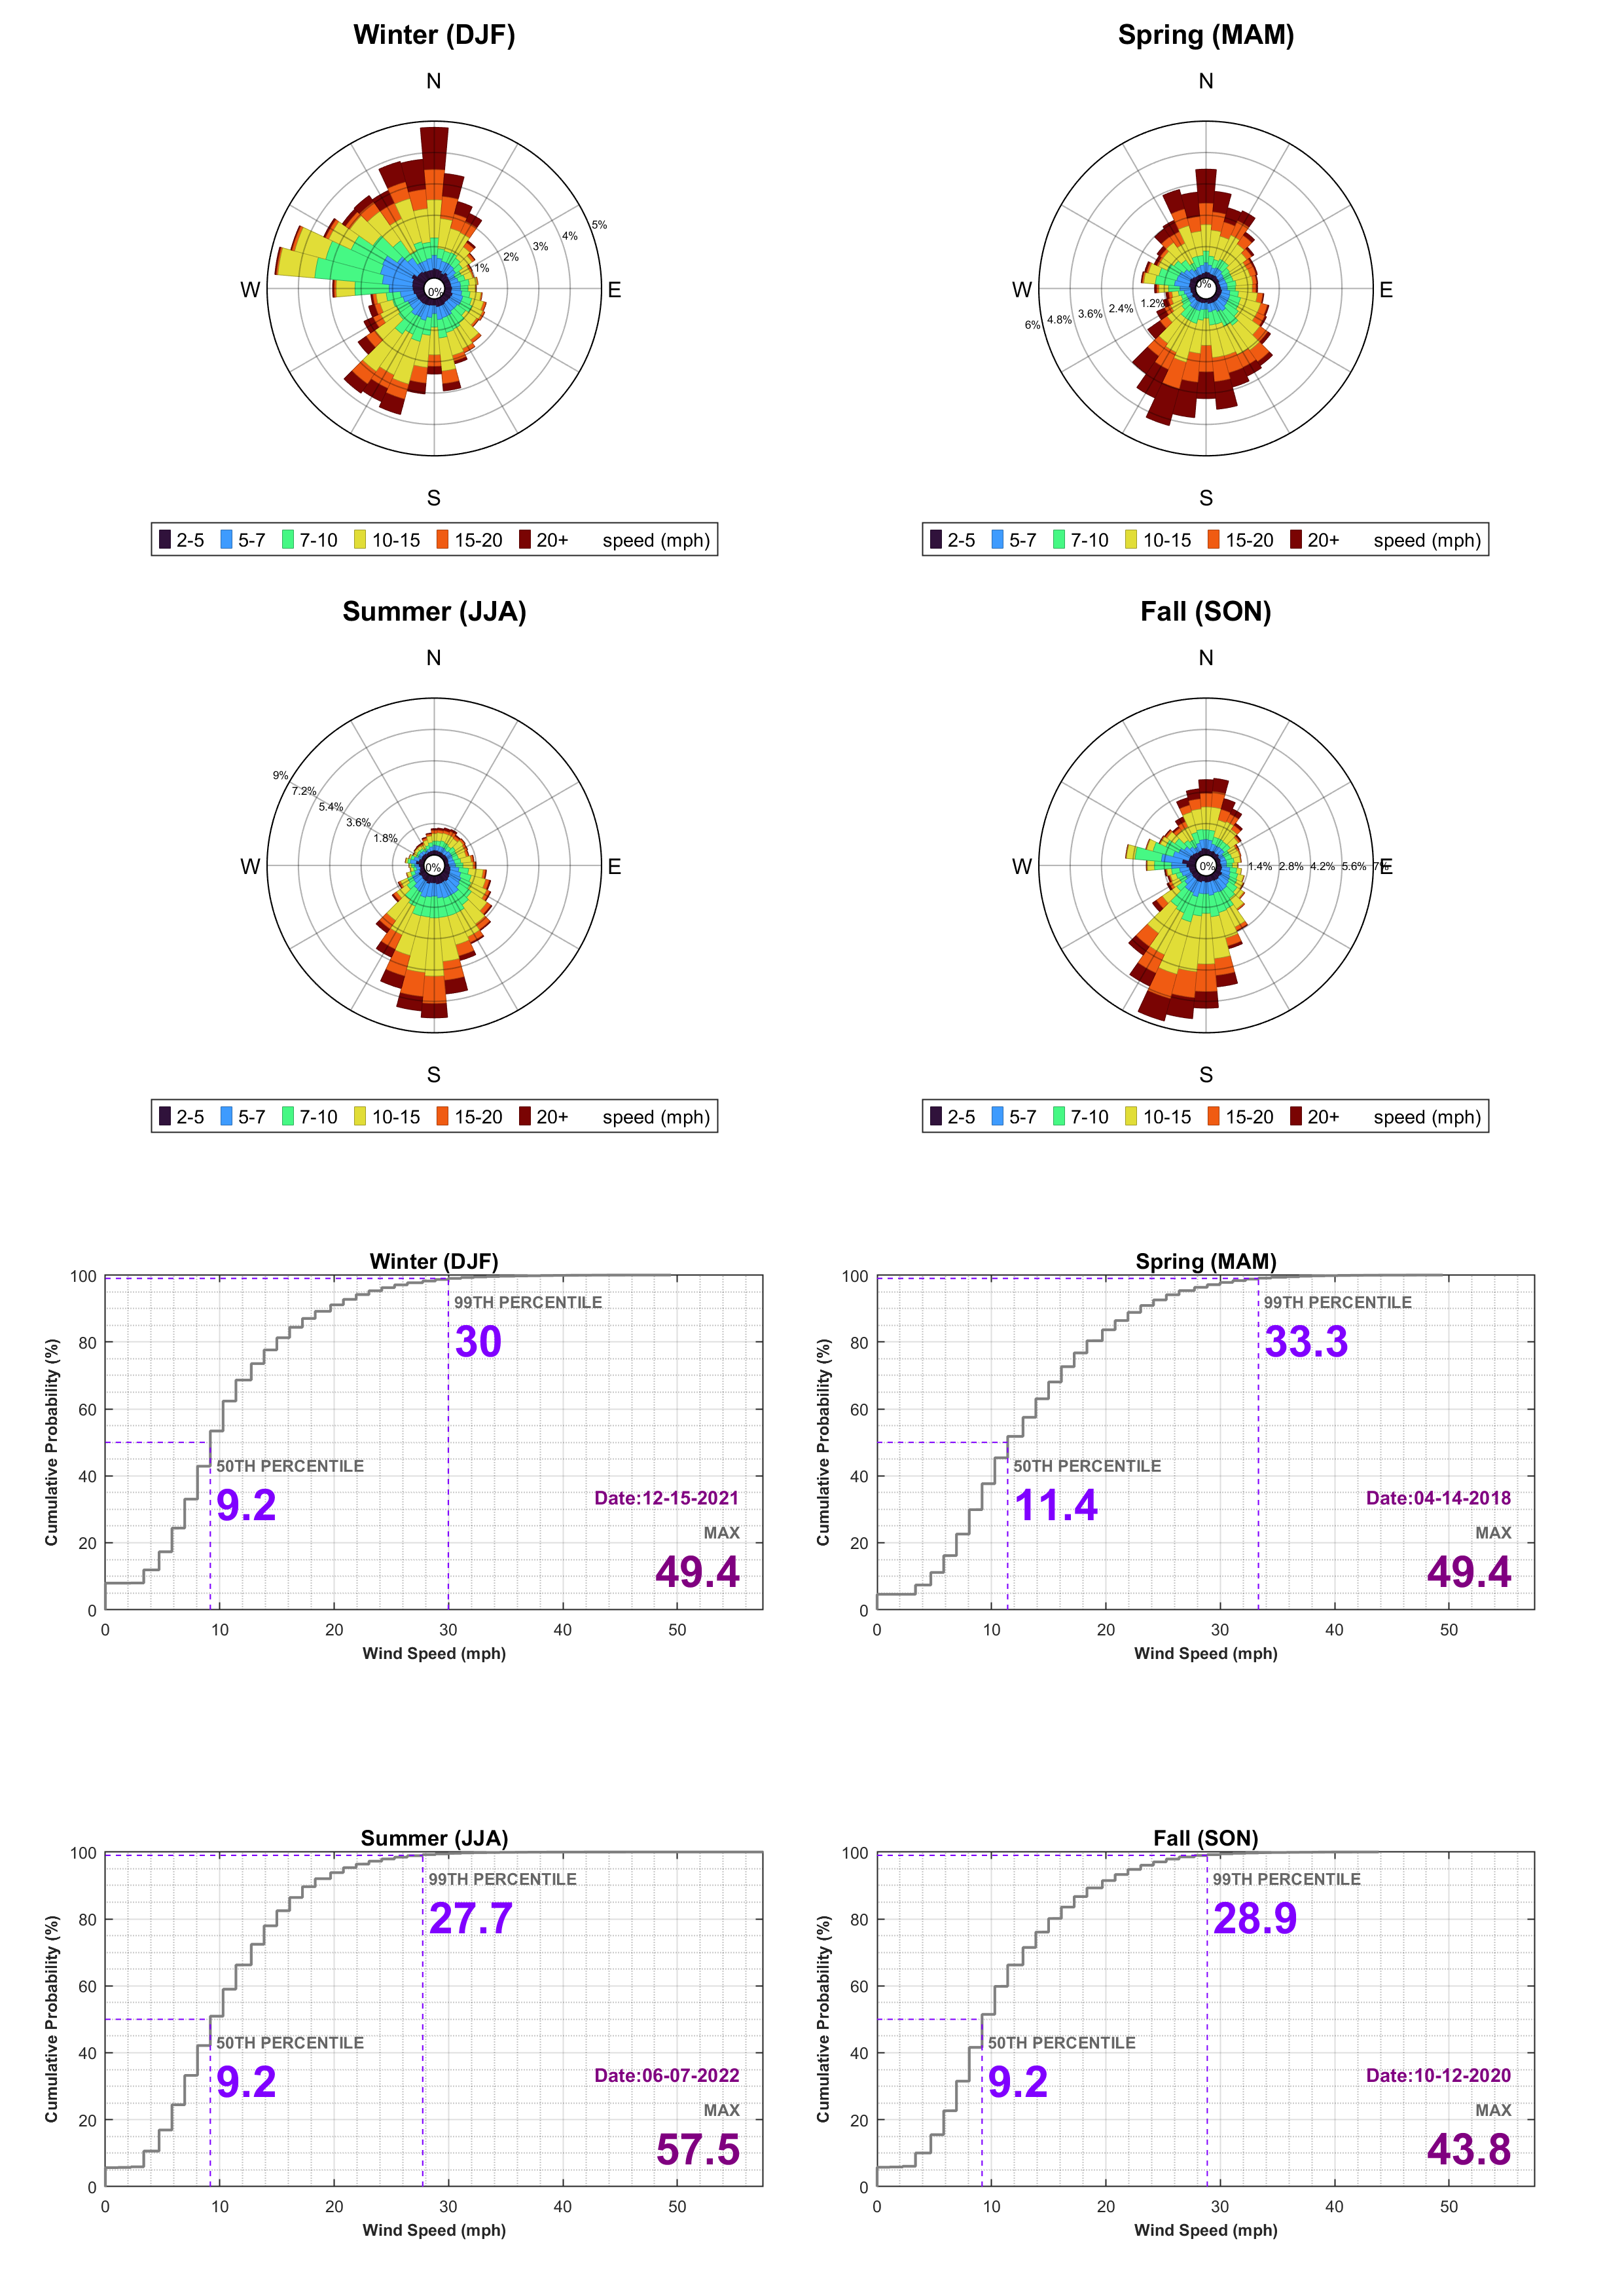 Winter (DJF)
N
5%
4%
3%
2%
1%
0%
W
E
S
2-5 5-7 7-10 10-15 15-20 20+ speed (mph)
Spring (MAM)
N
0%
1.2%
2.4%
3.6%
4.8%
6%
W
E
S
2-5 5-7 7-10 10-15 15-20 20+ speed (mph)
Summer (JJA)
N
9%
7.2%
5.4%
3.6%
1.8%
0%
W
E
S
2-5 5-7 7-10 10-15 15-20 20+ speed (mph)
Fall (SON)
N
W
0% 1.4% 2.8% 4.2% 5.6% 7%
E
S
2-5 5-7 7-10 10-15 15-20 20+ speed (mph)
Winter (DJF)
Cumulative Probability (%)
100
80
60
40
20
0
99TH PERCENTILE
30
50TH PERCENTILE
9.2
Date:12-15-2021
MAX
49.4
0 10 20 30 40 50
Wind Speed (mph)
Spring (MAM)
Cumulative Probability (%)
100
80
60
40
20
0
99TH PERCENTILE
33.3
50TH PERCENTILE
11.4
Date:04-14-2018
MAX
49.4
0 10 20 30 40 50
Wind Speed (mph)
Summer (JJA)
Cumulative Probability (%)
100
80
60
40
20
0
99TH PERCENTILE
27.7
50TH PERCENTILE
9.2
Date:06-07-2022
MAX
57.5
0 10 20 30 40 50
Wind Speed (mph)
Fall (SON)
Cumulative Probability (%)
100
80
60
40
20
0
99TH PERCENTILE
28.9
50TH PERCENTILE
9.2
Date:10-12-2020
MAX
43.8
0 10 20 30 40 50
Wind Speed (mph)